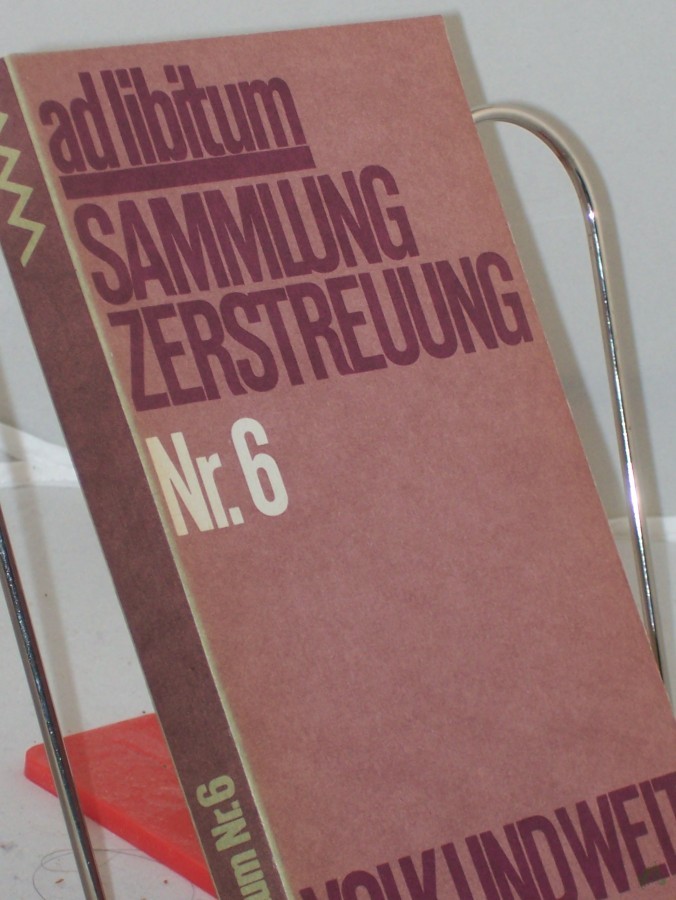 ad libitum
SAMMLUNG
ZERSTREUUNG
Nr. 6
VOLK UND WELT
um Nr. 6